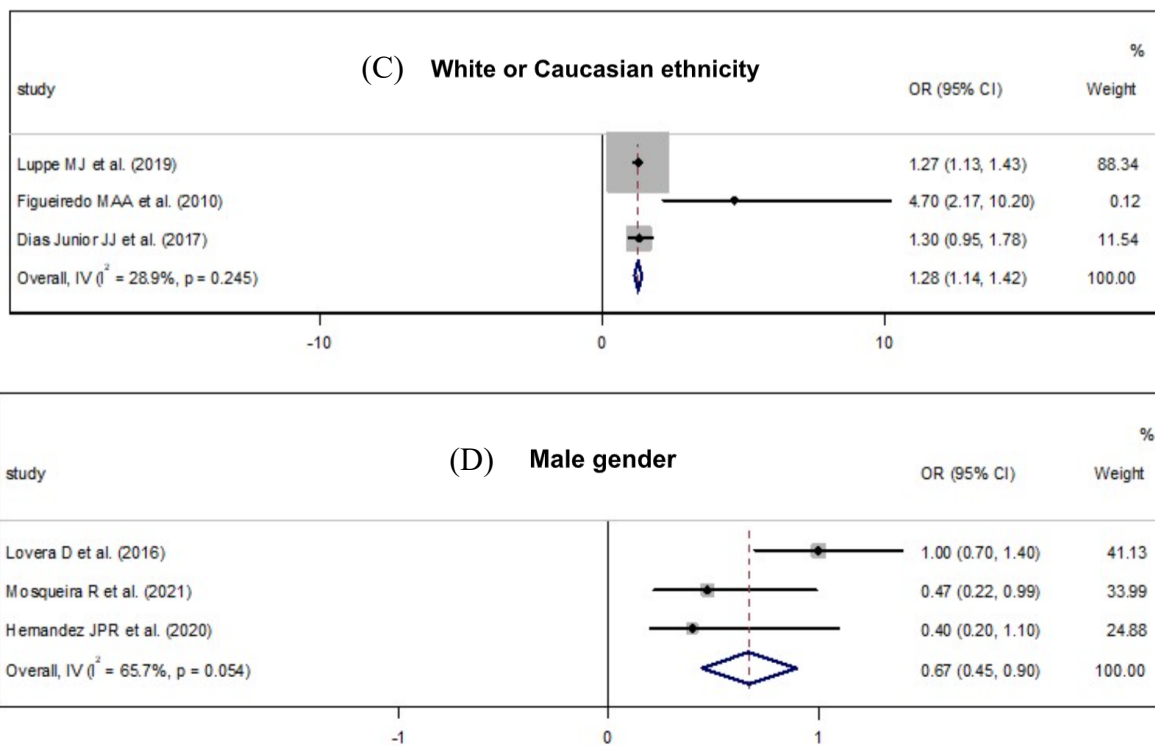 %
(C) White or Caucasian ethnicity
study OR (95% CI) Weight
Luppe MJ et al. (2019) 1.27 (1.13, 1.43) 88.34
Figueiredo MAA et al. (2010) 4.70 (2.17, 10.20) 0.12
Dias Junior JJ et al. (2017) 1.30 (0.95, 1.78) 11.54
Overall, IV (I² = 28.9%, p = 0.245) 1.28 (1.14, 1.42) 100.00
-10 0 10
%
(D) Male gender
study OR (95% CI) Weight
Lovera D et al. (2016) 1.00 (0.70, 1.40) 41.13
Mosqueira R et al. (2021) 0.47 (0.22, 0.99) 33.99
Hernandez JPR et al. (2020) 0.40 (0.20, 1.10) 24.88
Overall, IV (I² = 65.7%, p = 0.054) 0.67 (0.45, 0.90) 100.00
-1 0 1